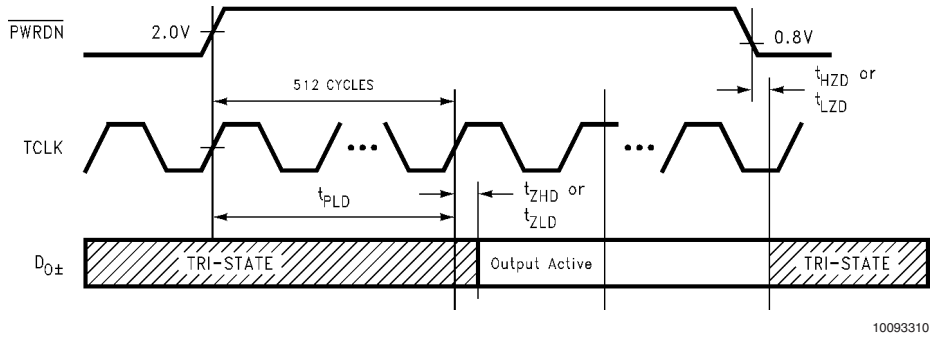 PWRDN
2.0V
0.8V
tHZD or
tLZD
512 CYCLES
TCLK
•••
•••
tPLD
tZHD or
tZLD
DO±
TRI-STATE
Output Active
TRI-STATE
10093310